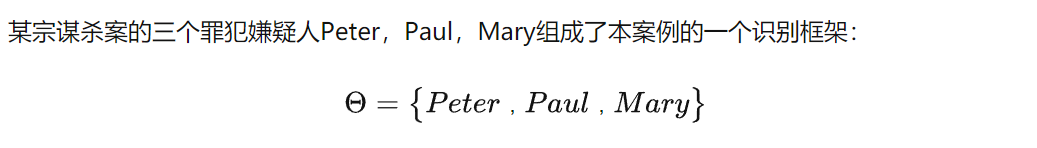 某宗谋杀案的三个罪犯嫌疑人Peter，Paul，Mary组成了本案例的一个识别框架：
Θ = {Peter , Paul , Mary}